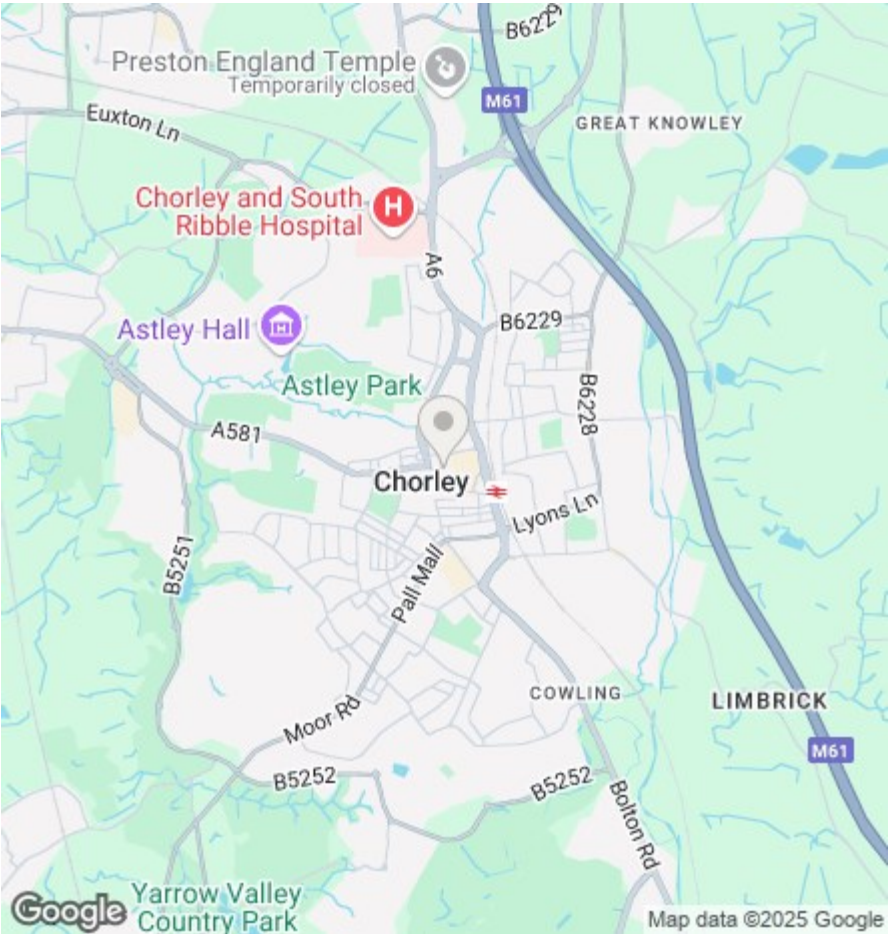 B6229
Preston England Temple
Temporarily closed
M61
Euxton Ln
GREAT KNOWLEY
Chorley and South
Ribble Hospital
H
A6
Astley Hall
B6229
Astley Park
B6228
A581
Chorley
Lyons Ln
B5251
Pall Mall
COWLING
LIMBRICK
Moor Rd
M61
B5252
B5252
Bolton Rd
Yarrow Valley
Country Park
Google
Map data ©2025 Google